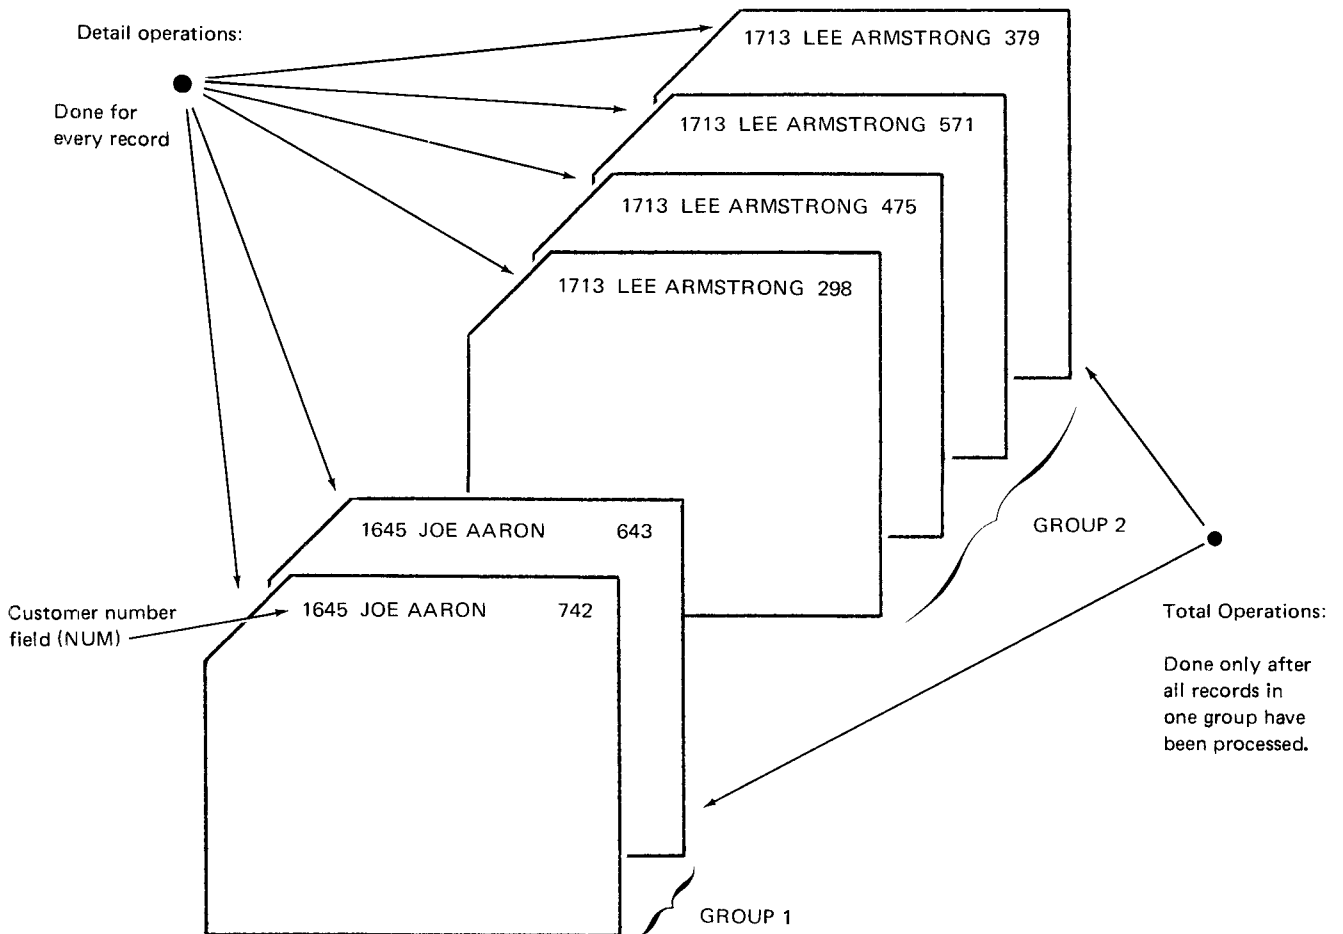 Detail operations:
Done for
every record
1713 LEE ARMSTRONG 379
1713 LEE ARMSTRONG 571
1713 LEE ARMSTRONG 475
1713 LEE ARMSTRONG 298
1645 JOE AARON 643
1645 JOE AARON 742
Customer number
field (NUM)
GROUP 2
Total Operations:
Done only after
all records in
one group have
been processed.
GROUP 1